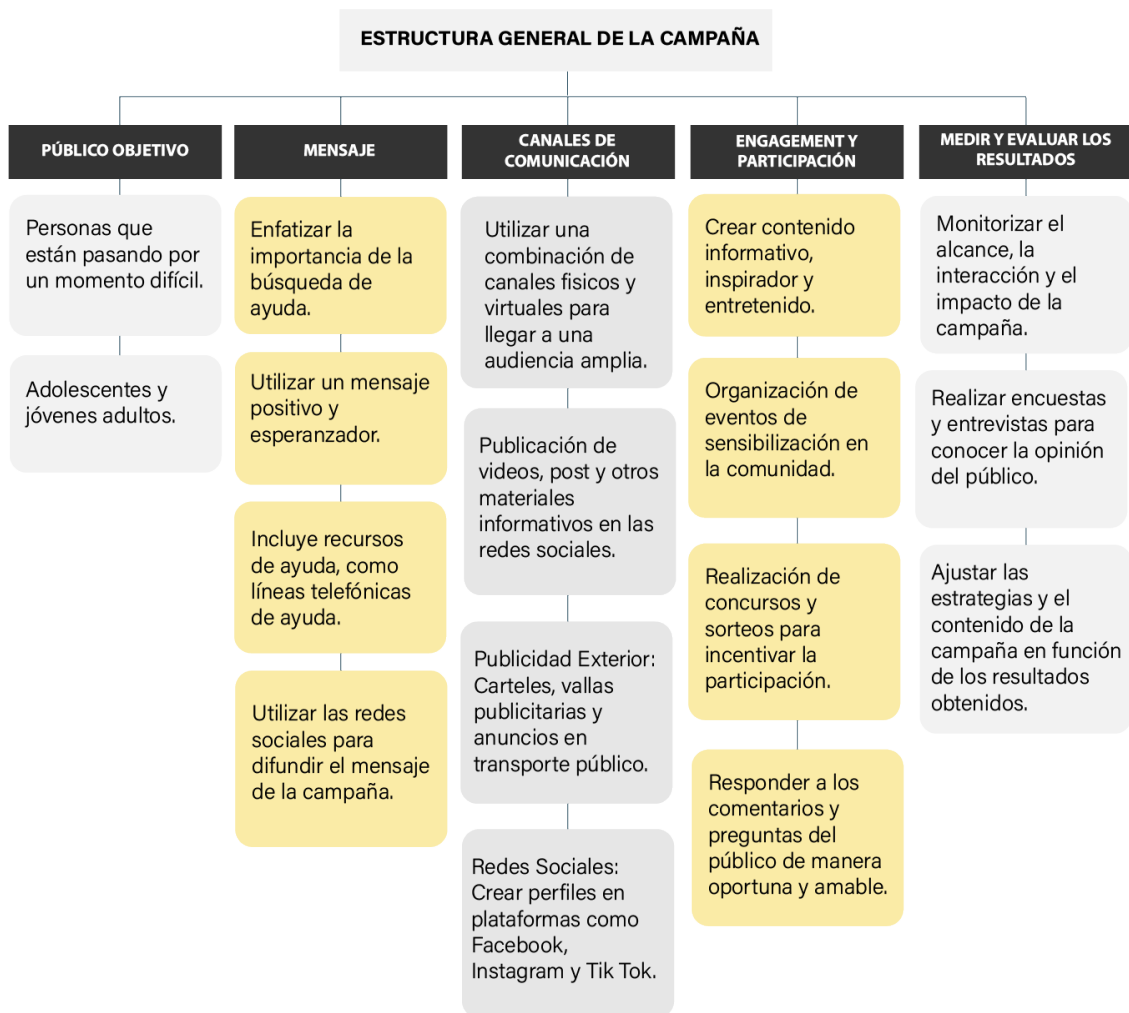 ESTRUCTURA GENERAL DE LA CAMPAÑA
PÚBLICO OBJETIVO
Personas que
están pasando por
un momento difícil.
Adolescentes y
jóvenes adultos.
MENSAJE
Enfatizar la
importancia de la
búsqueda de
ayuda.
Utilizar un mensaje
positivo y
esperanzador.
Incluye recursos
de ayuda, como
líneas telefónicas
de ayuda.
Utilizar las redes
sociales para
difundir el mensaje
de la campaña.
CANALES DE
COMUNICACIÓN
Utilizar una
combinación de
canales fisicos y
virtuales para
llegar a una
audiencia amplia.
Publicación de
videos, post y otros
materiales
informativos en las
redes sociales.
Publicidad Exterior:
Carteles, vallas
publicitarias y
anuncios en
transporte público.
Redes Sociales:
Crear perfiles en
plataformas como
Facebook,
Instagram y Tik Tok.
ENGAGEMENT Y
PARTICIPACIÓN
Crear contenido
informativo,
inspirador y
entretenido.
Organización de
eventos de
sensibilización en
la comunidad.
Realización de
concursos y
sorteos para
incentivar la
participación.
Responder a los
comentarios y
preguntas del
público de manera
oportuna y amable.
MEDIR Y EVALUAR LOS
RESULTADOS
Monitorizar el
alcance, la
interacción y el
impacto de la
campaña.
Realizar encuestas
y entrevistas para
conocer la opinión
del público.
Ajustar las
estrategias y el
contenido de la
campaña en función
de los resultados
obtenidos.